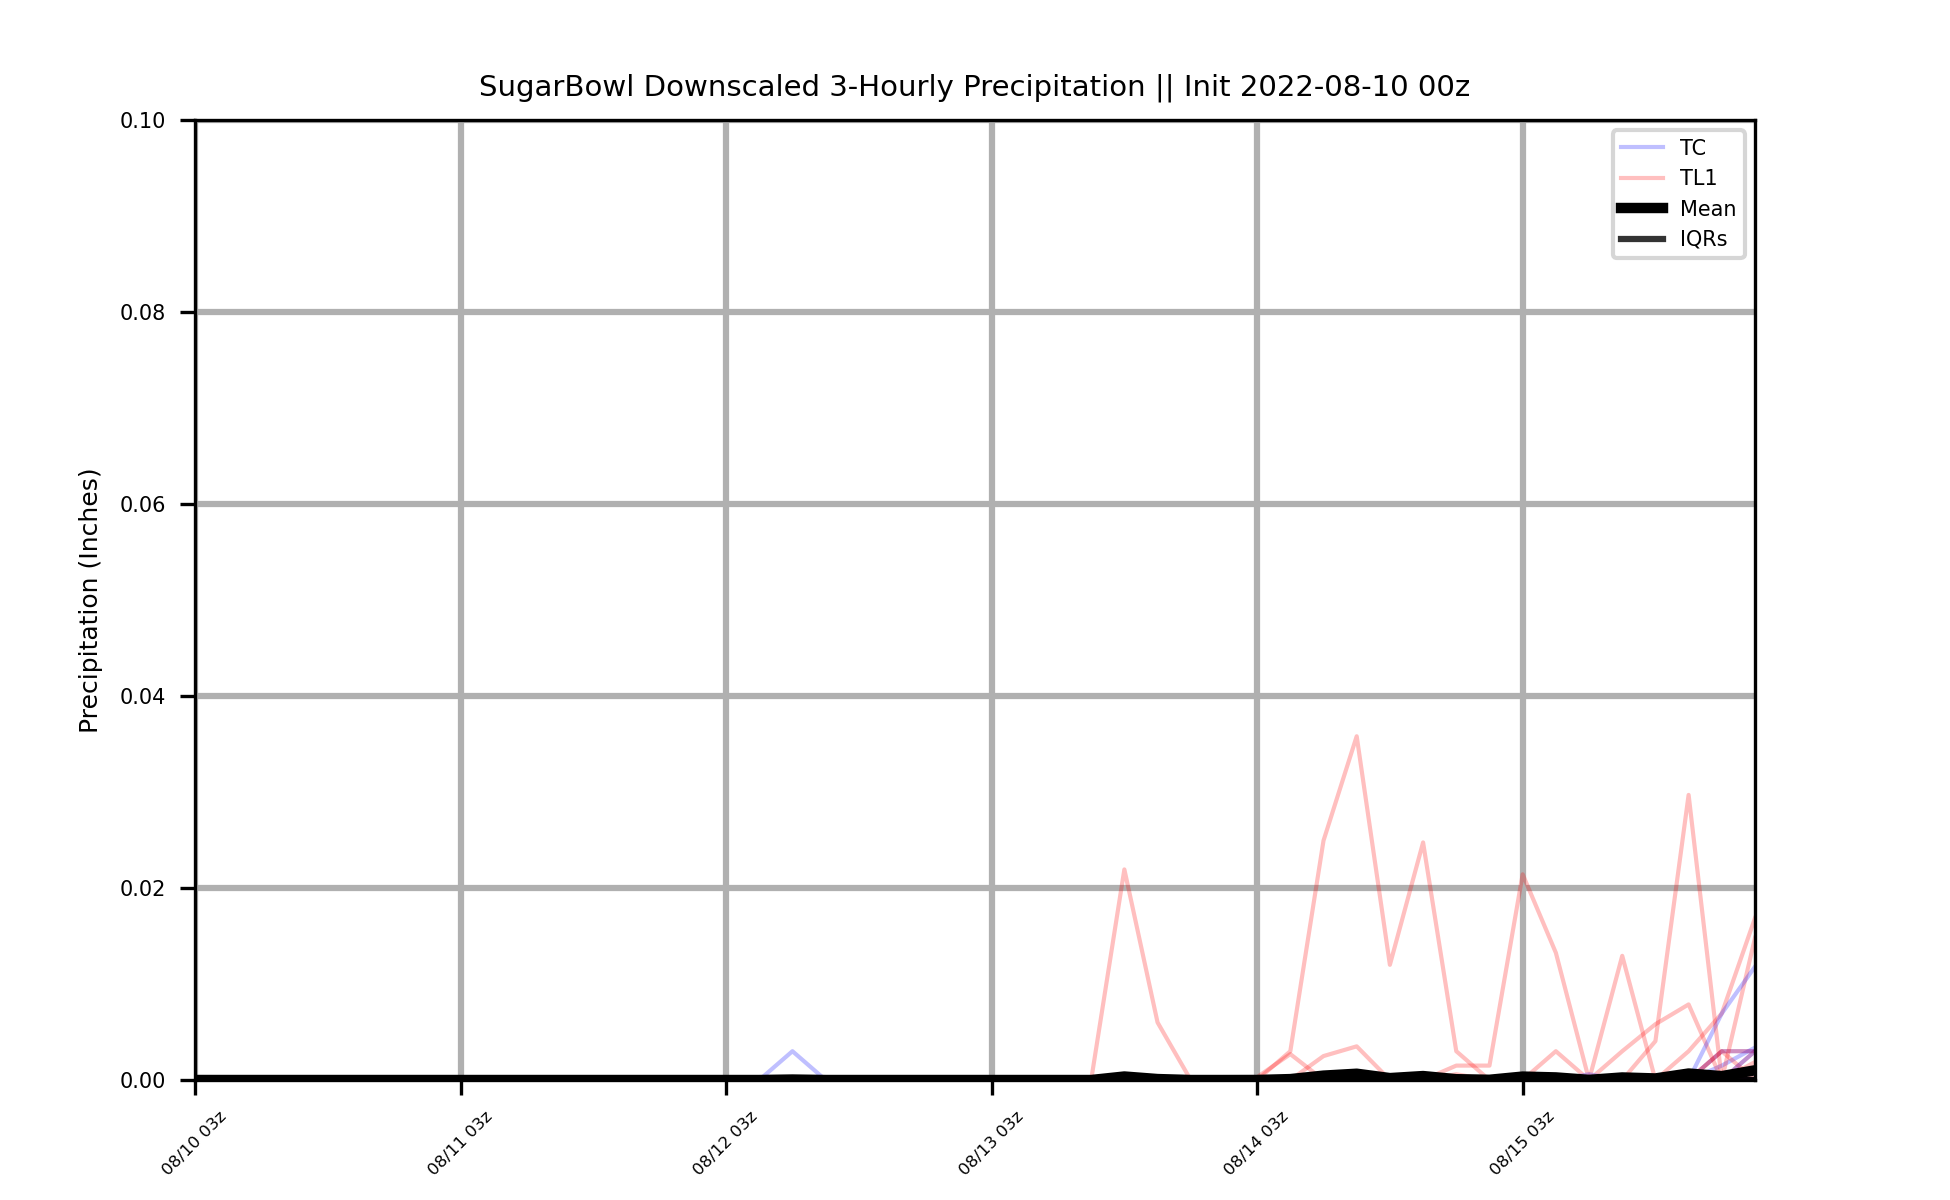 SugarBowl Downscaled 3-Hourly Precipitation || Init 2022-08-10 00z
TC
TL1
Mean
IQRs
Precipitation (Inches)
0.10
0.08
0.06
0.04
0.02
0.00
08/10 03z
08/11 03z
08/12 03z
08/13 03z
08/14 03z
08/15 03z